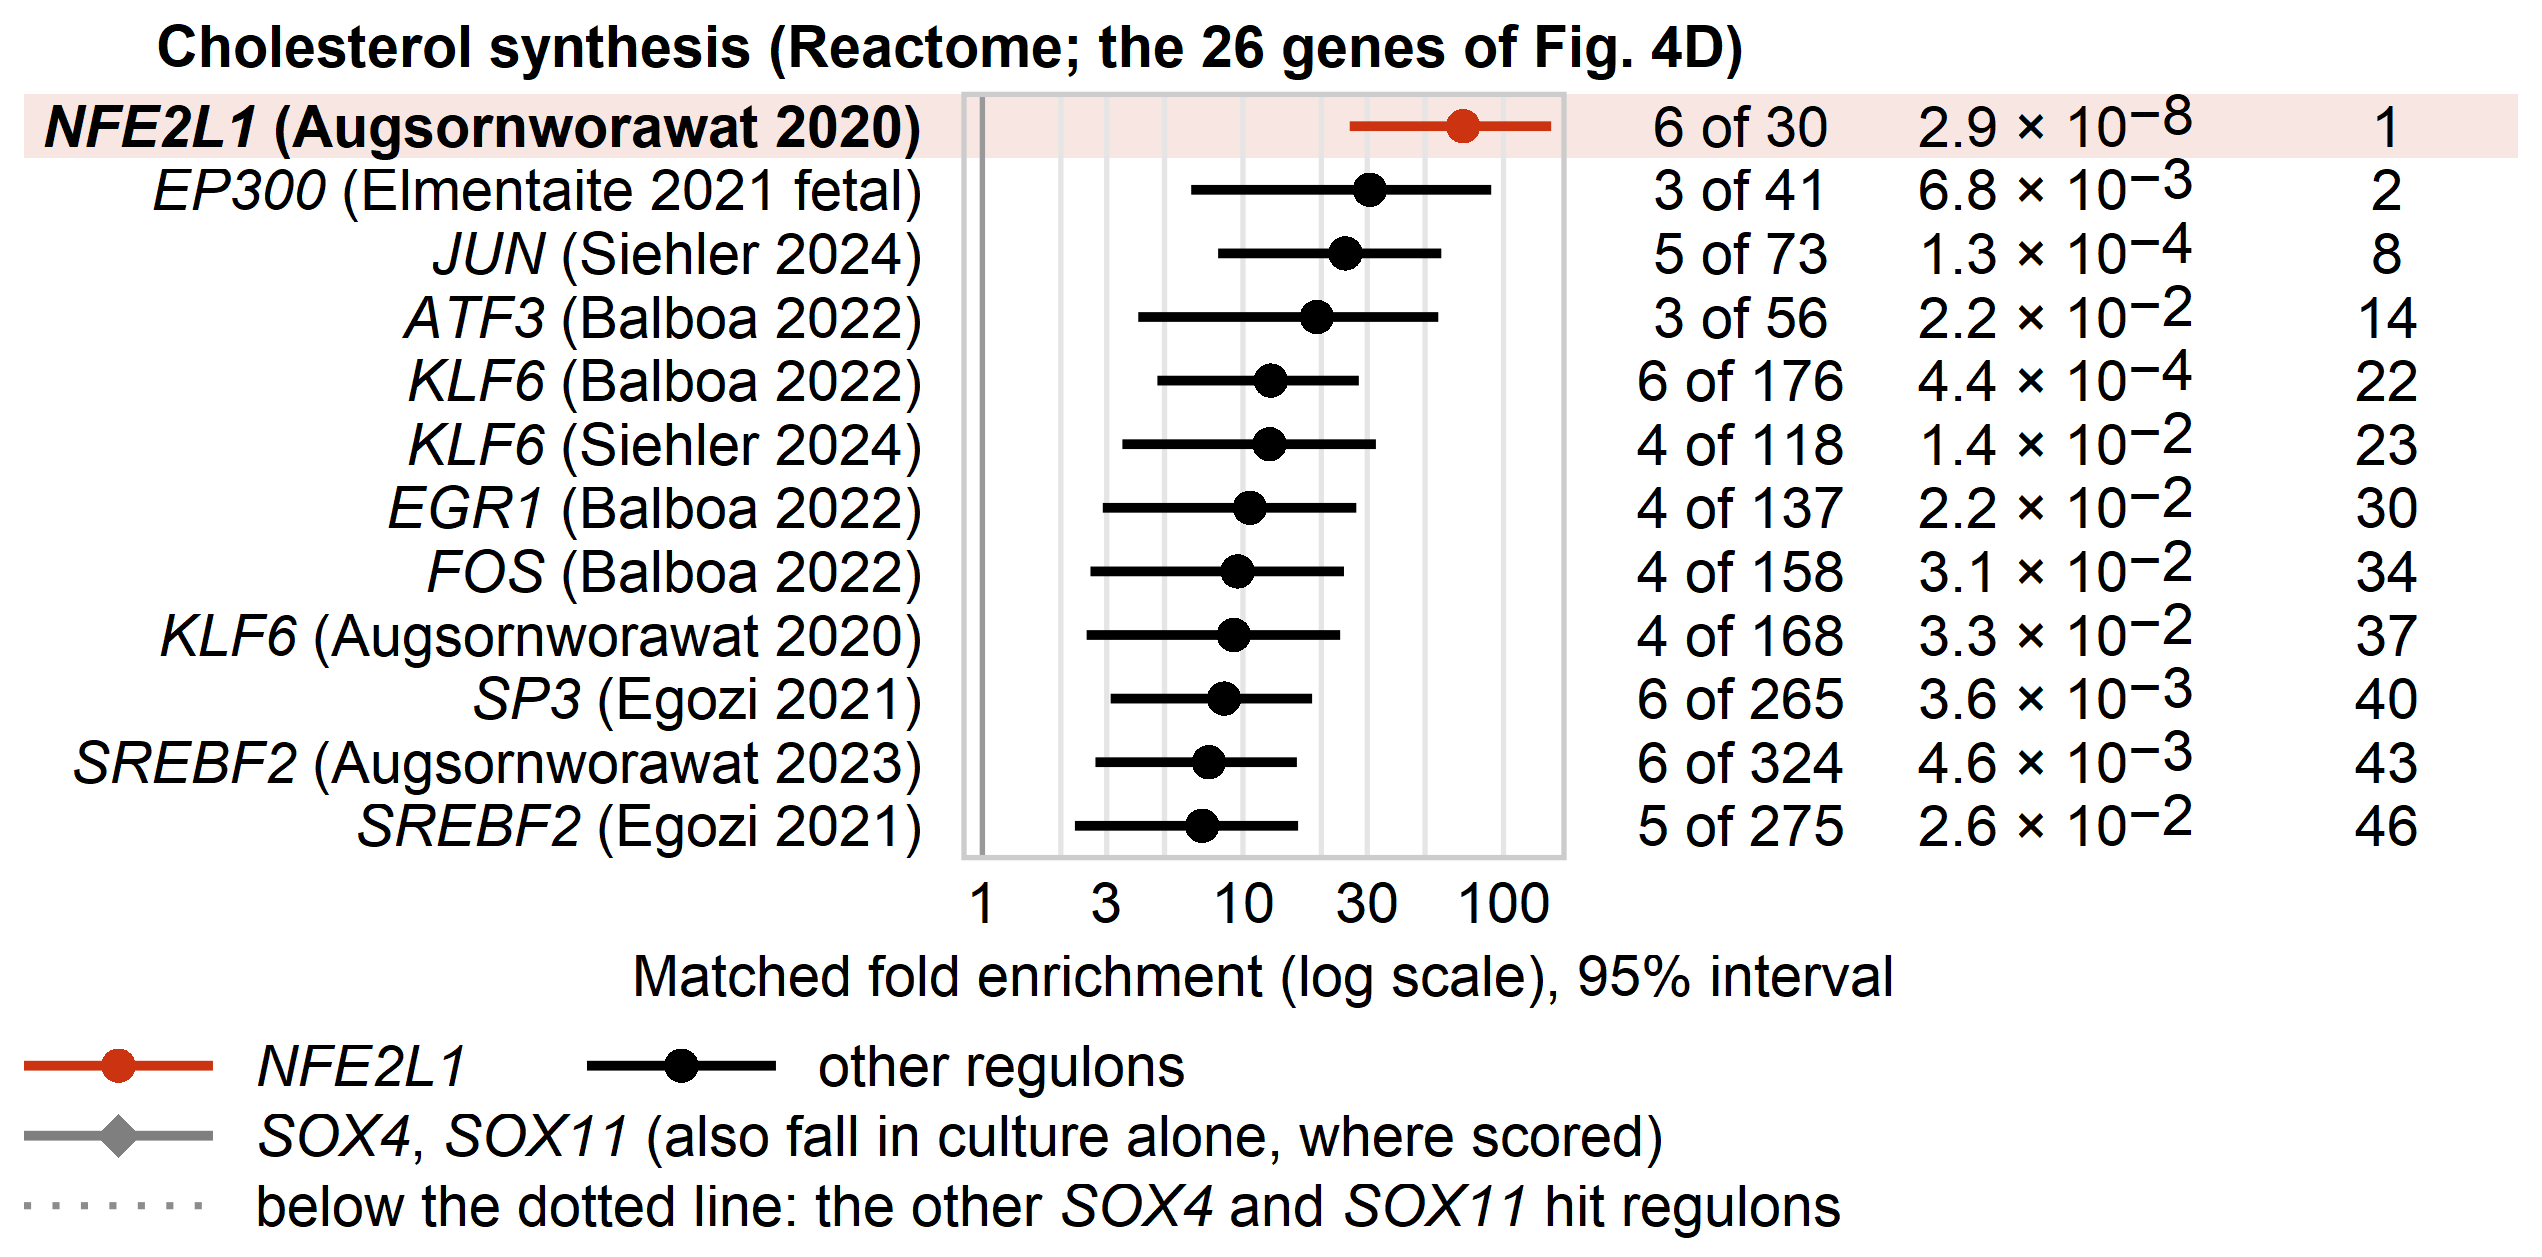 Cholesterol synthesis (Reactome; the 26 genes of Fig. 4D)
NFE2L1 (Augsornworawat 2020) 6 of 30 2.9 × 10⁻⁸ 1
EP300 (Elmentaite 2021 fetal) 3 of 41 6.8 × 10⁻³ 2
JUN (Siehler 2024) 5 of 73 1.3 × 10⁻⁴ 8
ATF3 (Balboa 2022) 3 of 56 2.2 × 10⁻² 14
KLF6 (Balboa 2022) 6 of 176 4.4 × 10⁻⁴ 22
KLF6 (Siehler 2024) 4 of 118 1.4 × 10⁻² 23
EGR1 (Balboa 2022) 4 of 137 2.2 × 10⁻² 30
FOS (Balboa 2022) 4 of 158 3.1 × 10⁻² 34
KLF6 (Augsornworawat 2020) 4 of 168 3.3 × 10⁻² 37
SP3 (Egozi 2021) 6 of 265 3.6 × 10⁻³ 40
SREBF2 (Augsornworawat 2023) 6 of 324 4.6 × 10⁻³ 43
SREBF2 (Egozi 2021) 5 of 275 2.6 × 10⁻² 46
1 3 10 30 100
Matched fold enrichment (log scale), 95% interval
NFE2L1 other regulons
SOX4, SOX11 (also fall in culture alone, where scored)
below the dotted line: the other SOX4 and SOX11 hit regulons